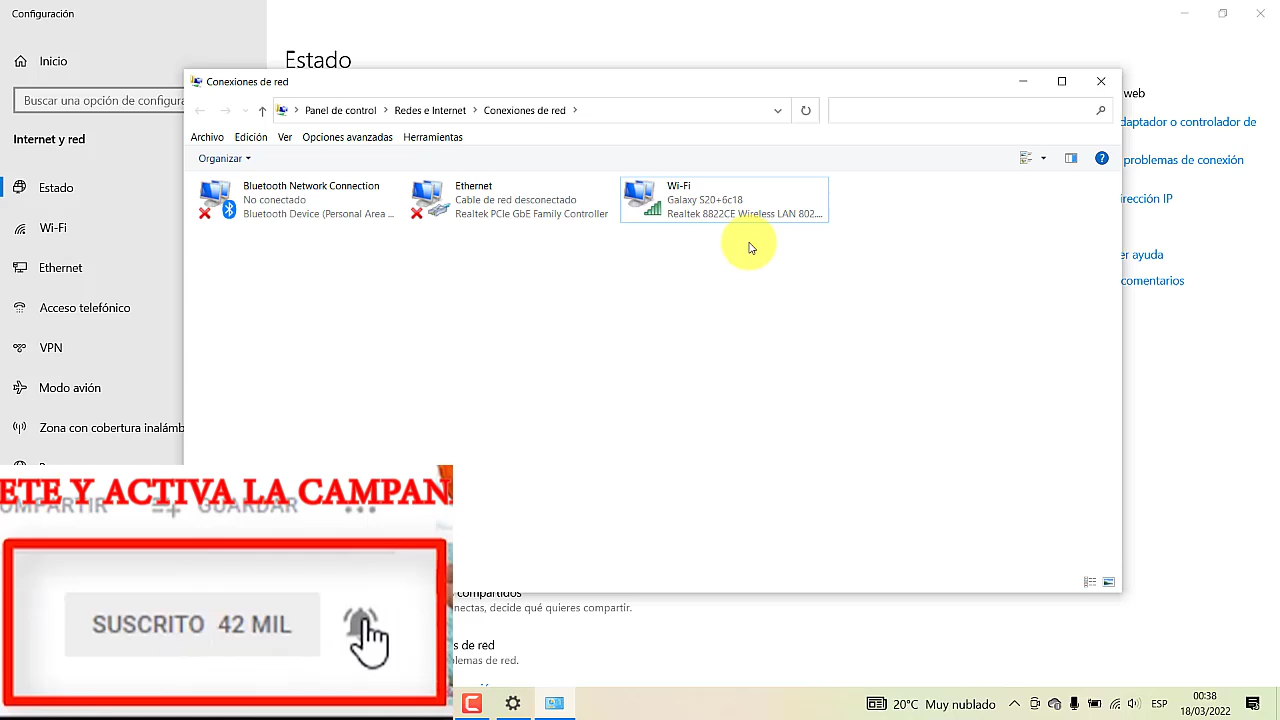 Configuración
Inicio
Buscar una opción de configura
Internet y red
Estado
Wi-Fi
Ethernet
Acceso telefónico
VPN
Modo avión
Zona con cobertura inalámb
Estado
Conexiones de red
Panel de control
Redes e Internet
Conexiones de red
Archivo
Edición
Ver
Opciones avanzadas
Herramientas
Organizar
Bluetooth Network Connection
No conectado
Bluetooth Device (Personal Area ...
Ethernet
Cable de red desconectado
Realtek PCIe GbE Family Controller
Wi-Fi
Galaxy S20+6c18
Realtek 8822CE Wireless LAN 802....
web
daptador o controlador de
problemas de conexión
irección IP
er ayuda
comentarios
compartidos
nectas, decide qué quieres compartir.
s de red
blemas de red.
ETE Y ACTIVA LA CAMPAN
OMPARTIR
GUARDAR
SUSCRITO 42 MIL
20°C Muy nublado
ESP
00:38
18/03/2022